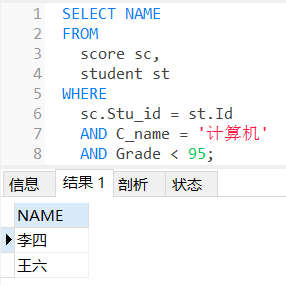 1 SELECT NAME
2 FROM
3 score sc,
4 student st
5 WHERE
6 sc.Stu_id = st.Id
7 AND C_name = '计算机'
8 AND Grade < 95;
信息 结果 1 剖析 状态
NAME
李四
王六